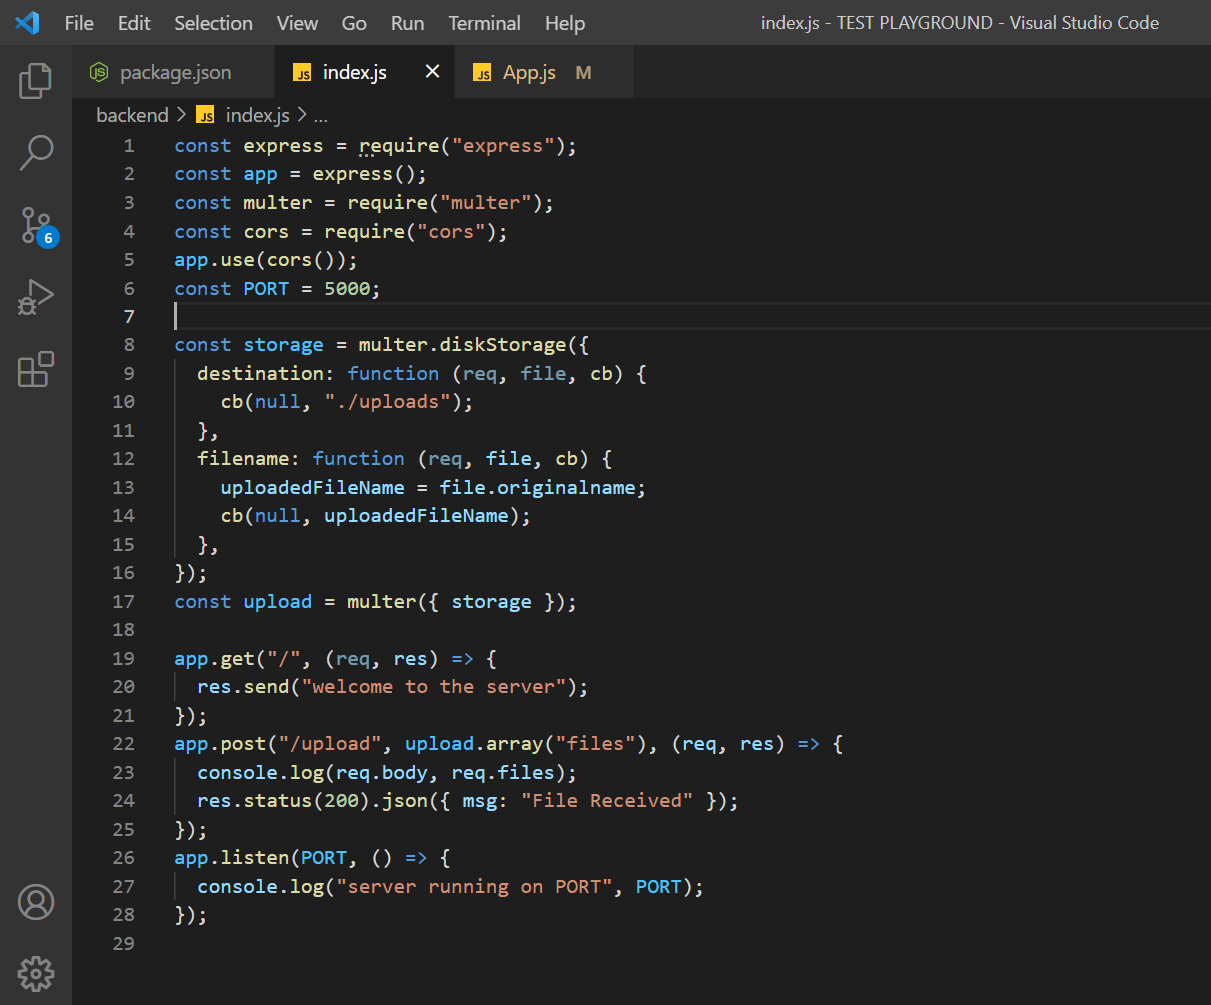 File Edit Selection View Go Run Terminal Help index.js - TEST PLAYGROUND - Visual Studio Code
package.json JS index.js × JS App.js M
backend > JS index.js > ...
1 const express = require("express");
2 const app = express();
3 const multer = require("multer");
4 const cors = require("cors");
5 app.use(cors());
6 const PORT = 5000;
7
8 const storage = multer.diskStorage({
9   destination: function (req, file, cb) {
10     cb(null, "./uploads");
11   },
12   filename: function (req, file, cb) {
13     uploadedFileName = file.originalname;
14     cb(null, uploadedFileName);
15   },
16 });
17 const upload = multer({ storage });
18
19 app.get("/", (req, res) => {
20   res.send("welcome to the server");
21 });
22 app.post("/upload", upload.array("files"), (req, res) => {
23   console.log(req.body, req.files);
24   res.status(200).json({ msg: "File Received" });
25 });
26 app.listen(PORT, () => {
27   console.log("server running on PORT", PORT);
28 });
29
6